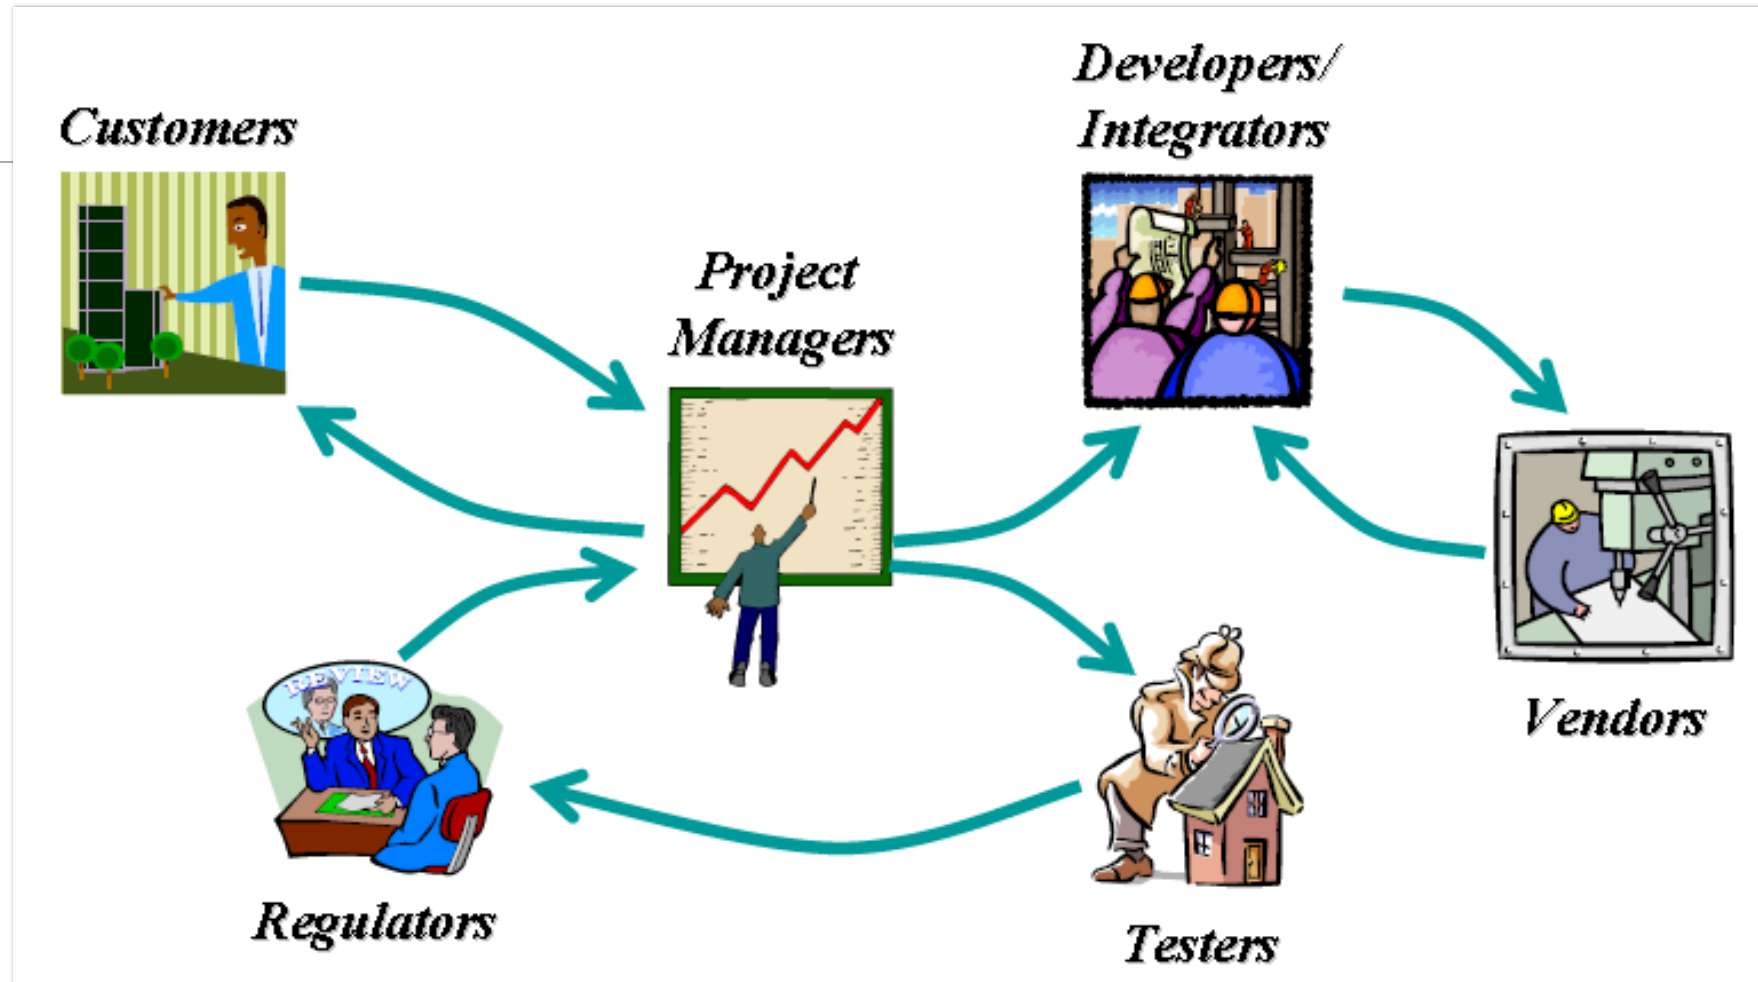 Customers
Developers/
Integrators
Project
Managers
Vendors
REVIEW
Regulators
Testers